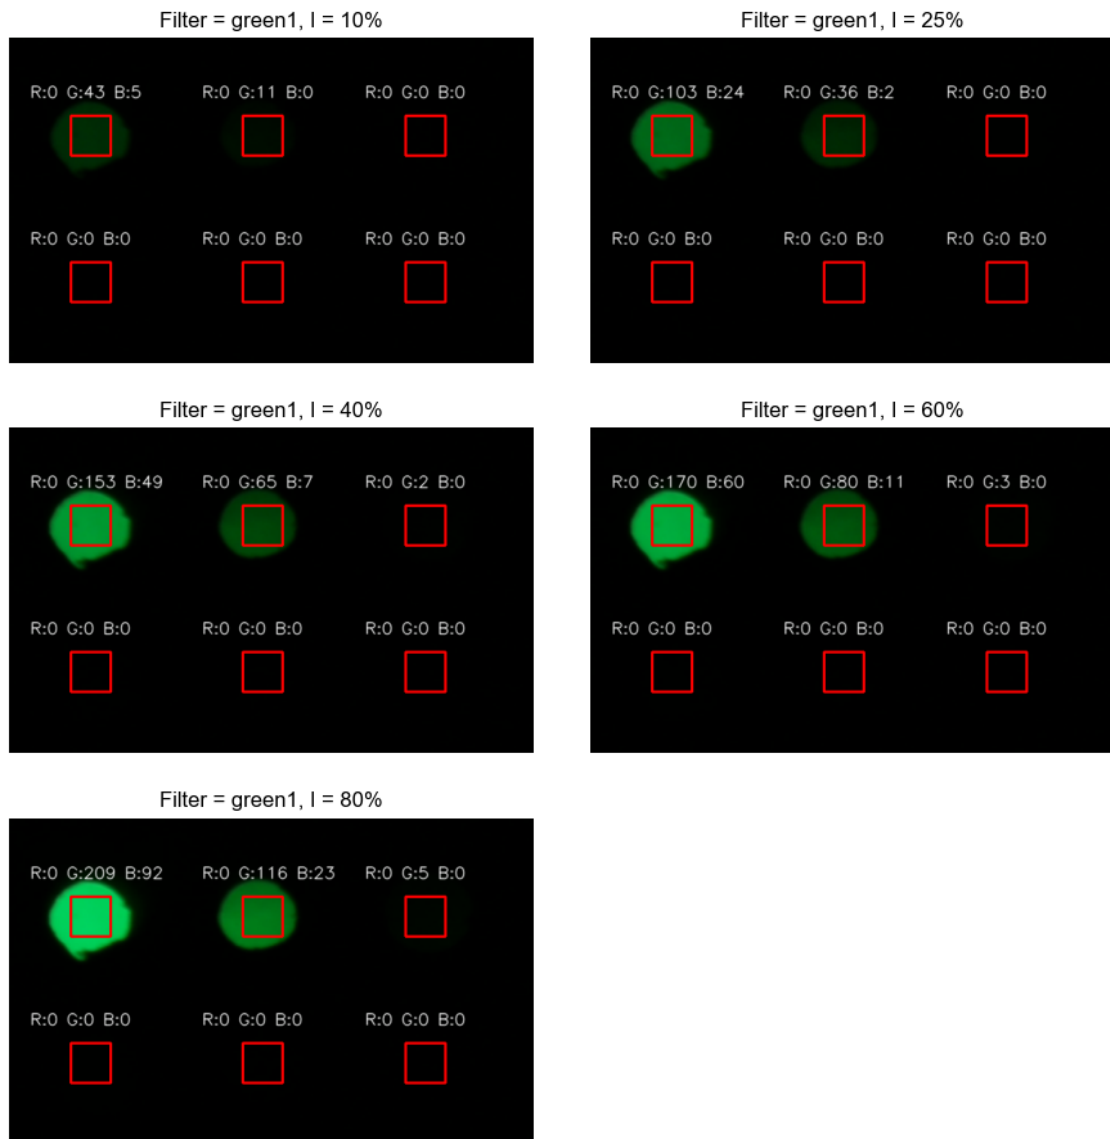 Filter = green1, I = 10%
R:0 G:43 B:5 R:0 G:11 B:0 R:0 G:0 B:0
R:0 G:0 B:0 R:0 G:0 B:0 R:0 G:0 B:0
Filter = green1, I = 25%
R:0 G:103 B:24 R:0 G:36 B:2 R:0 G:0 B:0
R:0 G:0 B:0 R:0 G:0 B:0 R:0 G:0 B:0
Filter = green1, I = 40%
R:0 G:153 B:49 R:0 G:65 B:7 R:0 G:2 B:0
R:0 G:0 B:0 R:0 G:0 B:0 R:0 G:0 B:0
Filter = green1, I = 60%
R:0 G:170 B:60 R:0 G:80 B:11 R:0 G:3 B:0
R:0 G:0 B:0 R:0 G:0 B:0 R:0 G:0 B:0
Filter = green1, I = 80%
R:0 G:209 B:92 R:0 G:116 B:23 R:0 G:5 B:0
R:0 G:0 B:0 R:0 G:0 B:0 R:0 G:0 B:0